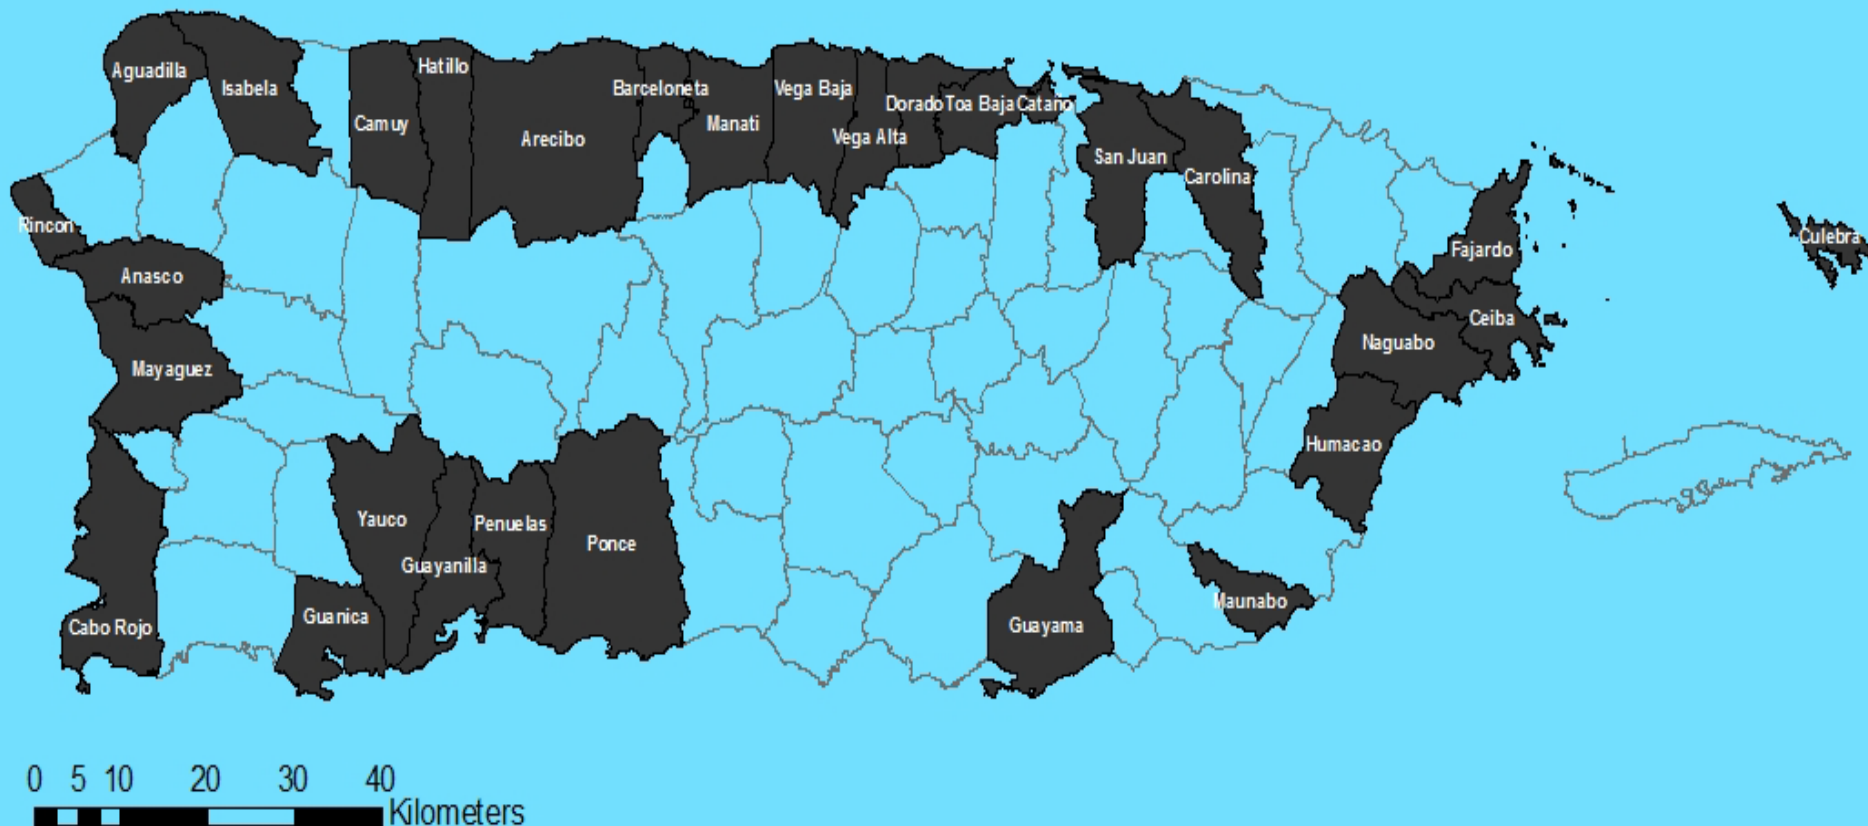 Aguadilla
Isabela
Camuy
Hatillo
Arecibo
Barceloneta
Manati
Vega Baja
Vega Alta
Dorado
Toa Baja
Cataño
San Juan
Carolina
Rincon
Anasco
Mayaguez
Cabo Rojo
Guanica
Yauco
Guayanilla
Penuelas
Ponce
Guayama
Maunabo
Humacao
Naguabo
Ceiba
Fajardo
Culebra
0 5 10 20 30 40
Kilometers